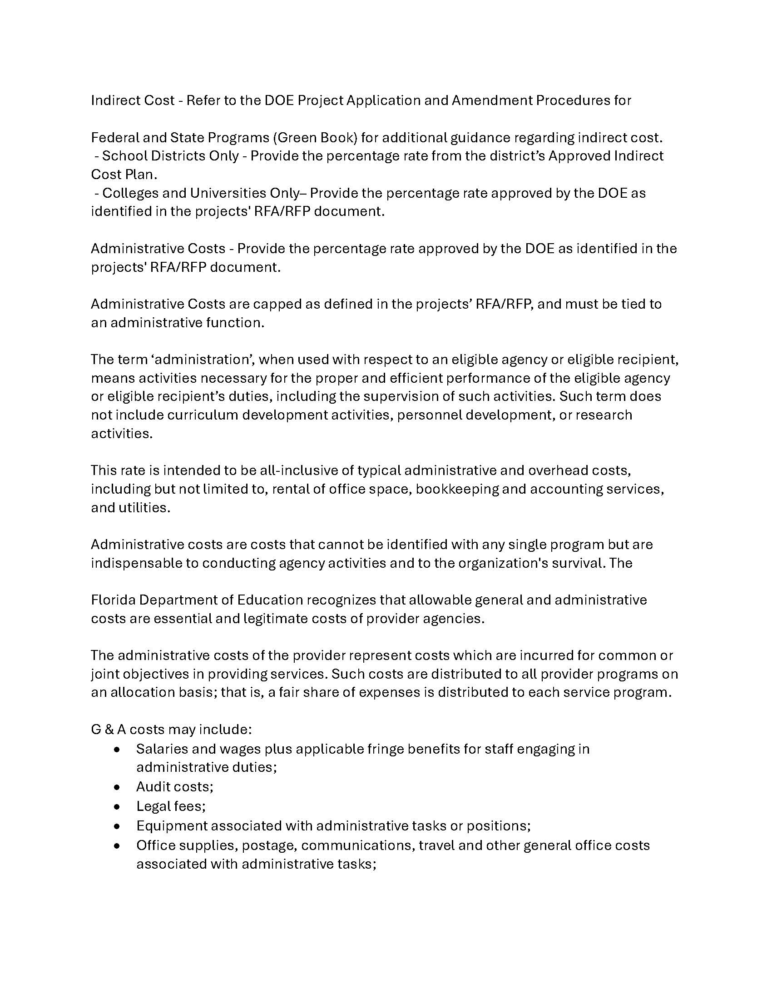 Indirect Cost - Refer to the DOE Project Application and Amendment Procedures for
Federal and State Programs (Green Book) for additional guidance regarding indirect cost.
- School Districts Only - Provide the percentage rate from the district’s Approved Indirect
Cost Plan.
- Colleges and Universities Only– Provide the percentage rate approved by the DOE as
identified in the projects' RFA/RFP document.
Administrative Costs - Provide the percentage rate approved by the DOE as identified in the
projects' RFA/RFP document.
Administrative Costs are capped as defined in the projects’ RFA/RFP, and must be tied to
an administrative function.
The term ‘administration’, when used with respect to an eligible agency or eligible recipient,
means activities necessary for the proper and efficient performance of the eligible agency
or eligible recipient’s duties, including the supervision of such activities. Such term does
not include curriculum development activities, personnel development, or research
activities.
This rate is intended to be all-inclusive of typical administrative and overhead costs,
including but not limited to, rental of office space, bookkeeping and accounting services,
and utilities.
Administrative costs are costs that cannot be identified with any single program but are
indispensable to conducting agency activities and to the organization's survival. The
Florida Department of Education recognizes that allowable general and administrative
costs are essential and legitimate costs of provider agencies.
The administrative costs of the provider represent costs which are incurred for common or
joint objectives in providing services. Such costs are distributed to all provider programs on
an allocation basis; that is, a fair share of expenses is distributed to each service program.
G & A costs may include:
• Salaries and wages plus applicable fringe benefits for staff engaging in
administrative duties;
• Audit costs;
• Legal fees;
• Equipment associated with administrative tasks or positions;
• Office supplies, postage, communications, travel and other general office costs
associated with administrative tasks;